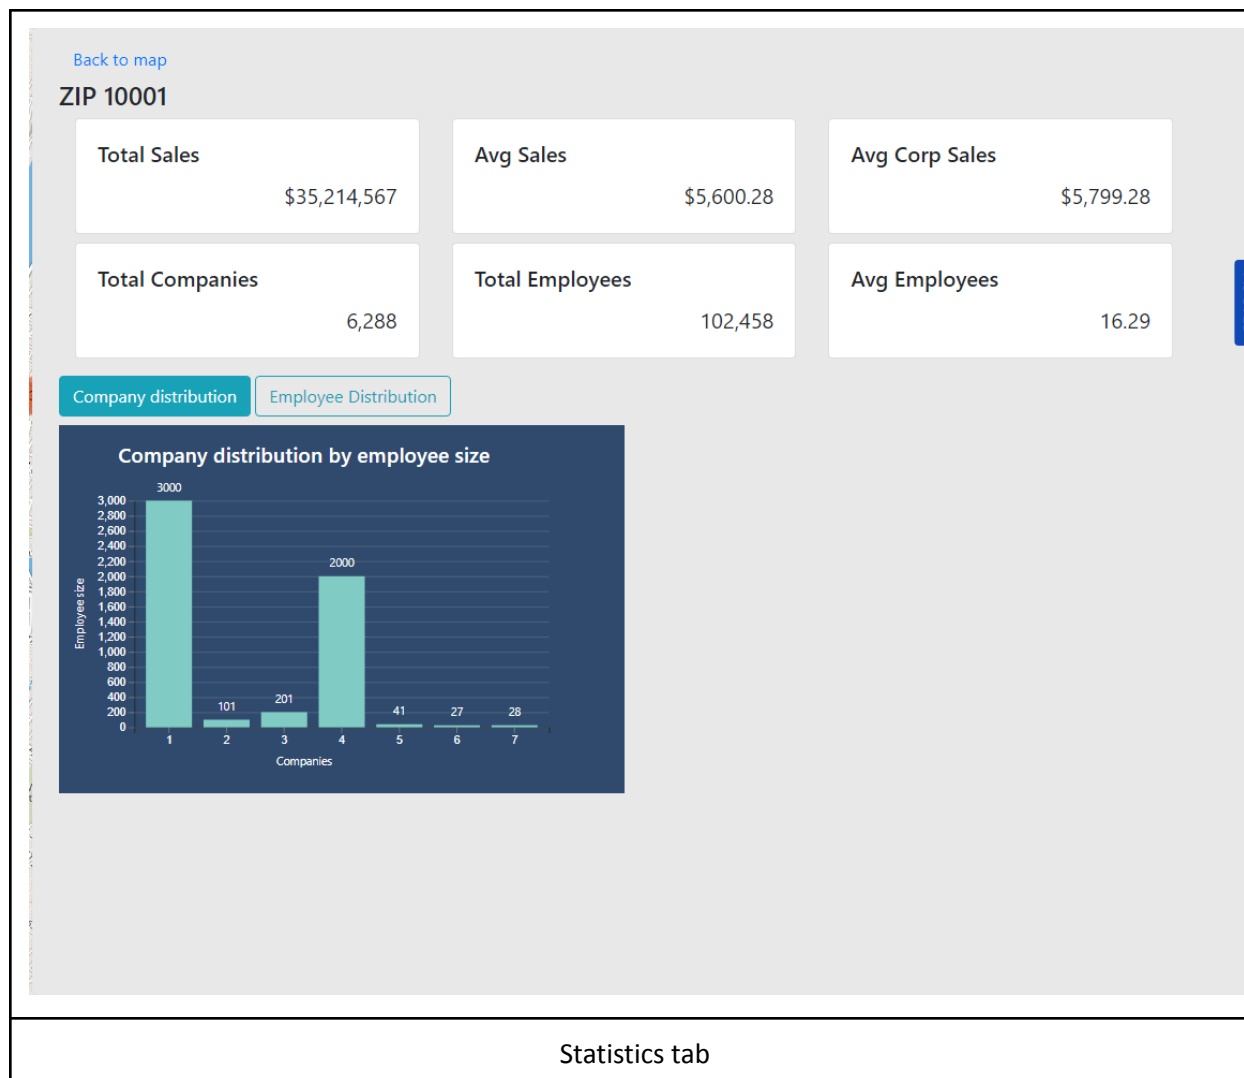 Back to map
ZIP 10001
Total Sales
$35,214,567
Avg Sales
$5,600.28
Avg Corp Sales
$5,799.28
Total Companies
6,288
Total Employees
102,458
Avg Employees
16.29
Company distribution
Employee Distribution
Company distribution by employee size
3000
3,000
2,800
2,600
2,400
2,200
2,000
1,800
1,600
1,400
1,200
1,000
800
600
400
200
0
Employee size
101
201
2000
41
27
28
1 2 3 4 5 6 7
Companies
Statistics tab